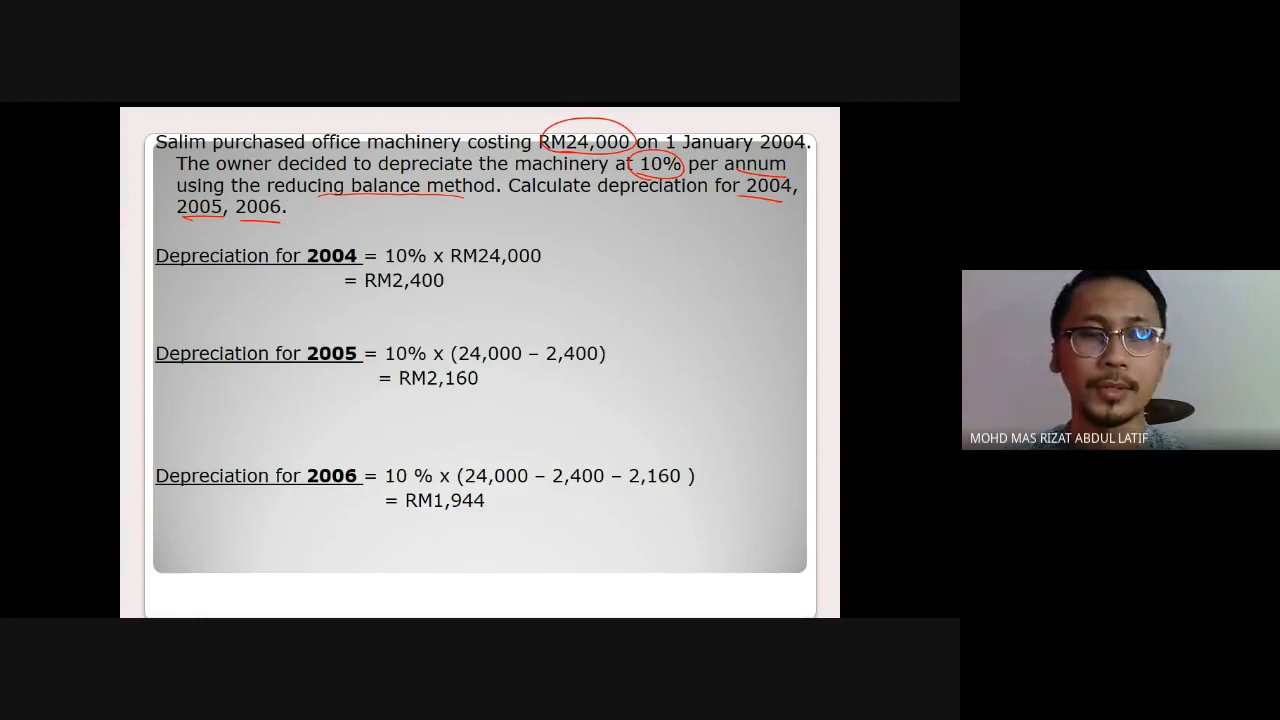 Salim purchased office machinery costing RM24,000 on 1 January 2004.
The owner decided to depreciate the machinery at 10% per annum
using the reducing balance method. Calculate depreciation for 2004,
2005, 2006.
Depreciation for 2004 = 10% x RM24,000
= RM2,400
Depreciation for 2005 = 10% x (24,000 – 2,400)
= RM2,160
Depreciation for 2006 = 10 % x (24,000 – 2,400 – 2,160 )
= RM1,944
MOHD MAS RIZAT ABDUL LATIF